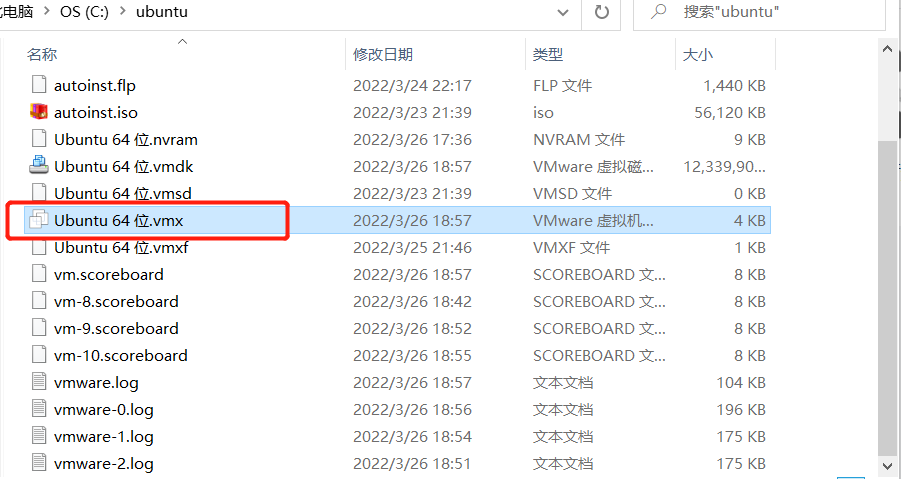 此电脑 > OS (C:) > ubuntu 搜索"ubuntu"
名称 修改日期 类型 大小
autoinst.flp 2022/3/24 22:17 FLP 文件 1,440 KB
autoinst.iso 2022/3/23 21:39 iso 56,120 KB
Ubuntu 64 位.nvram 2022/3/26 17:36 NVRAM 文件 9 KB
Ubuntu 64 位.vmdk 2022/3/26 18:57 VMware 虚拟磁... 12,339,90...
Ubuntu 64 位.vmsd 2022/3/23 21:39 VMSD 文件 0 KB
Ubuntu 64 位.vmx 2022/3/26 18:57 VMware 虚拟机... 4 KB
Ubuntu 64 位.vmxf 2022/3/25 21:46 VMXF 文件 1 KB
vm.scoreboard 2022/3/26 18:57 SCOREBOARD 文... 8 KB
vm-8.scoreboard 2022/3/26 18:42 SCOREBOARD 文... 8 KB
vm-9.scoreboard 2022/3/26 18:52 SCOREBOARD 文... 8 KB
vm-10.scoreboard 2022/3/26 18:55 SCOREBOARD 文... 8 KB
vmware.log 2022/3/26 18:57 文本文档 104 KB
vmware-0.log 2022/3/26 18:56 文本文档 196 KB
vmware-1.log 2022/3/26 18:54 文本文档 175 KB
vmware-2.log 2022/3/26 18:51 文本文档 175 KB